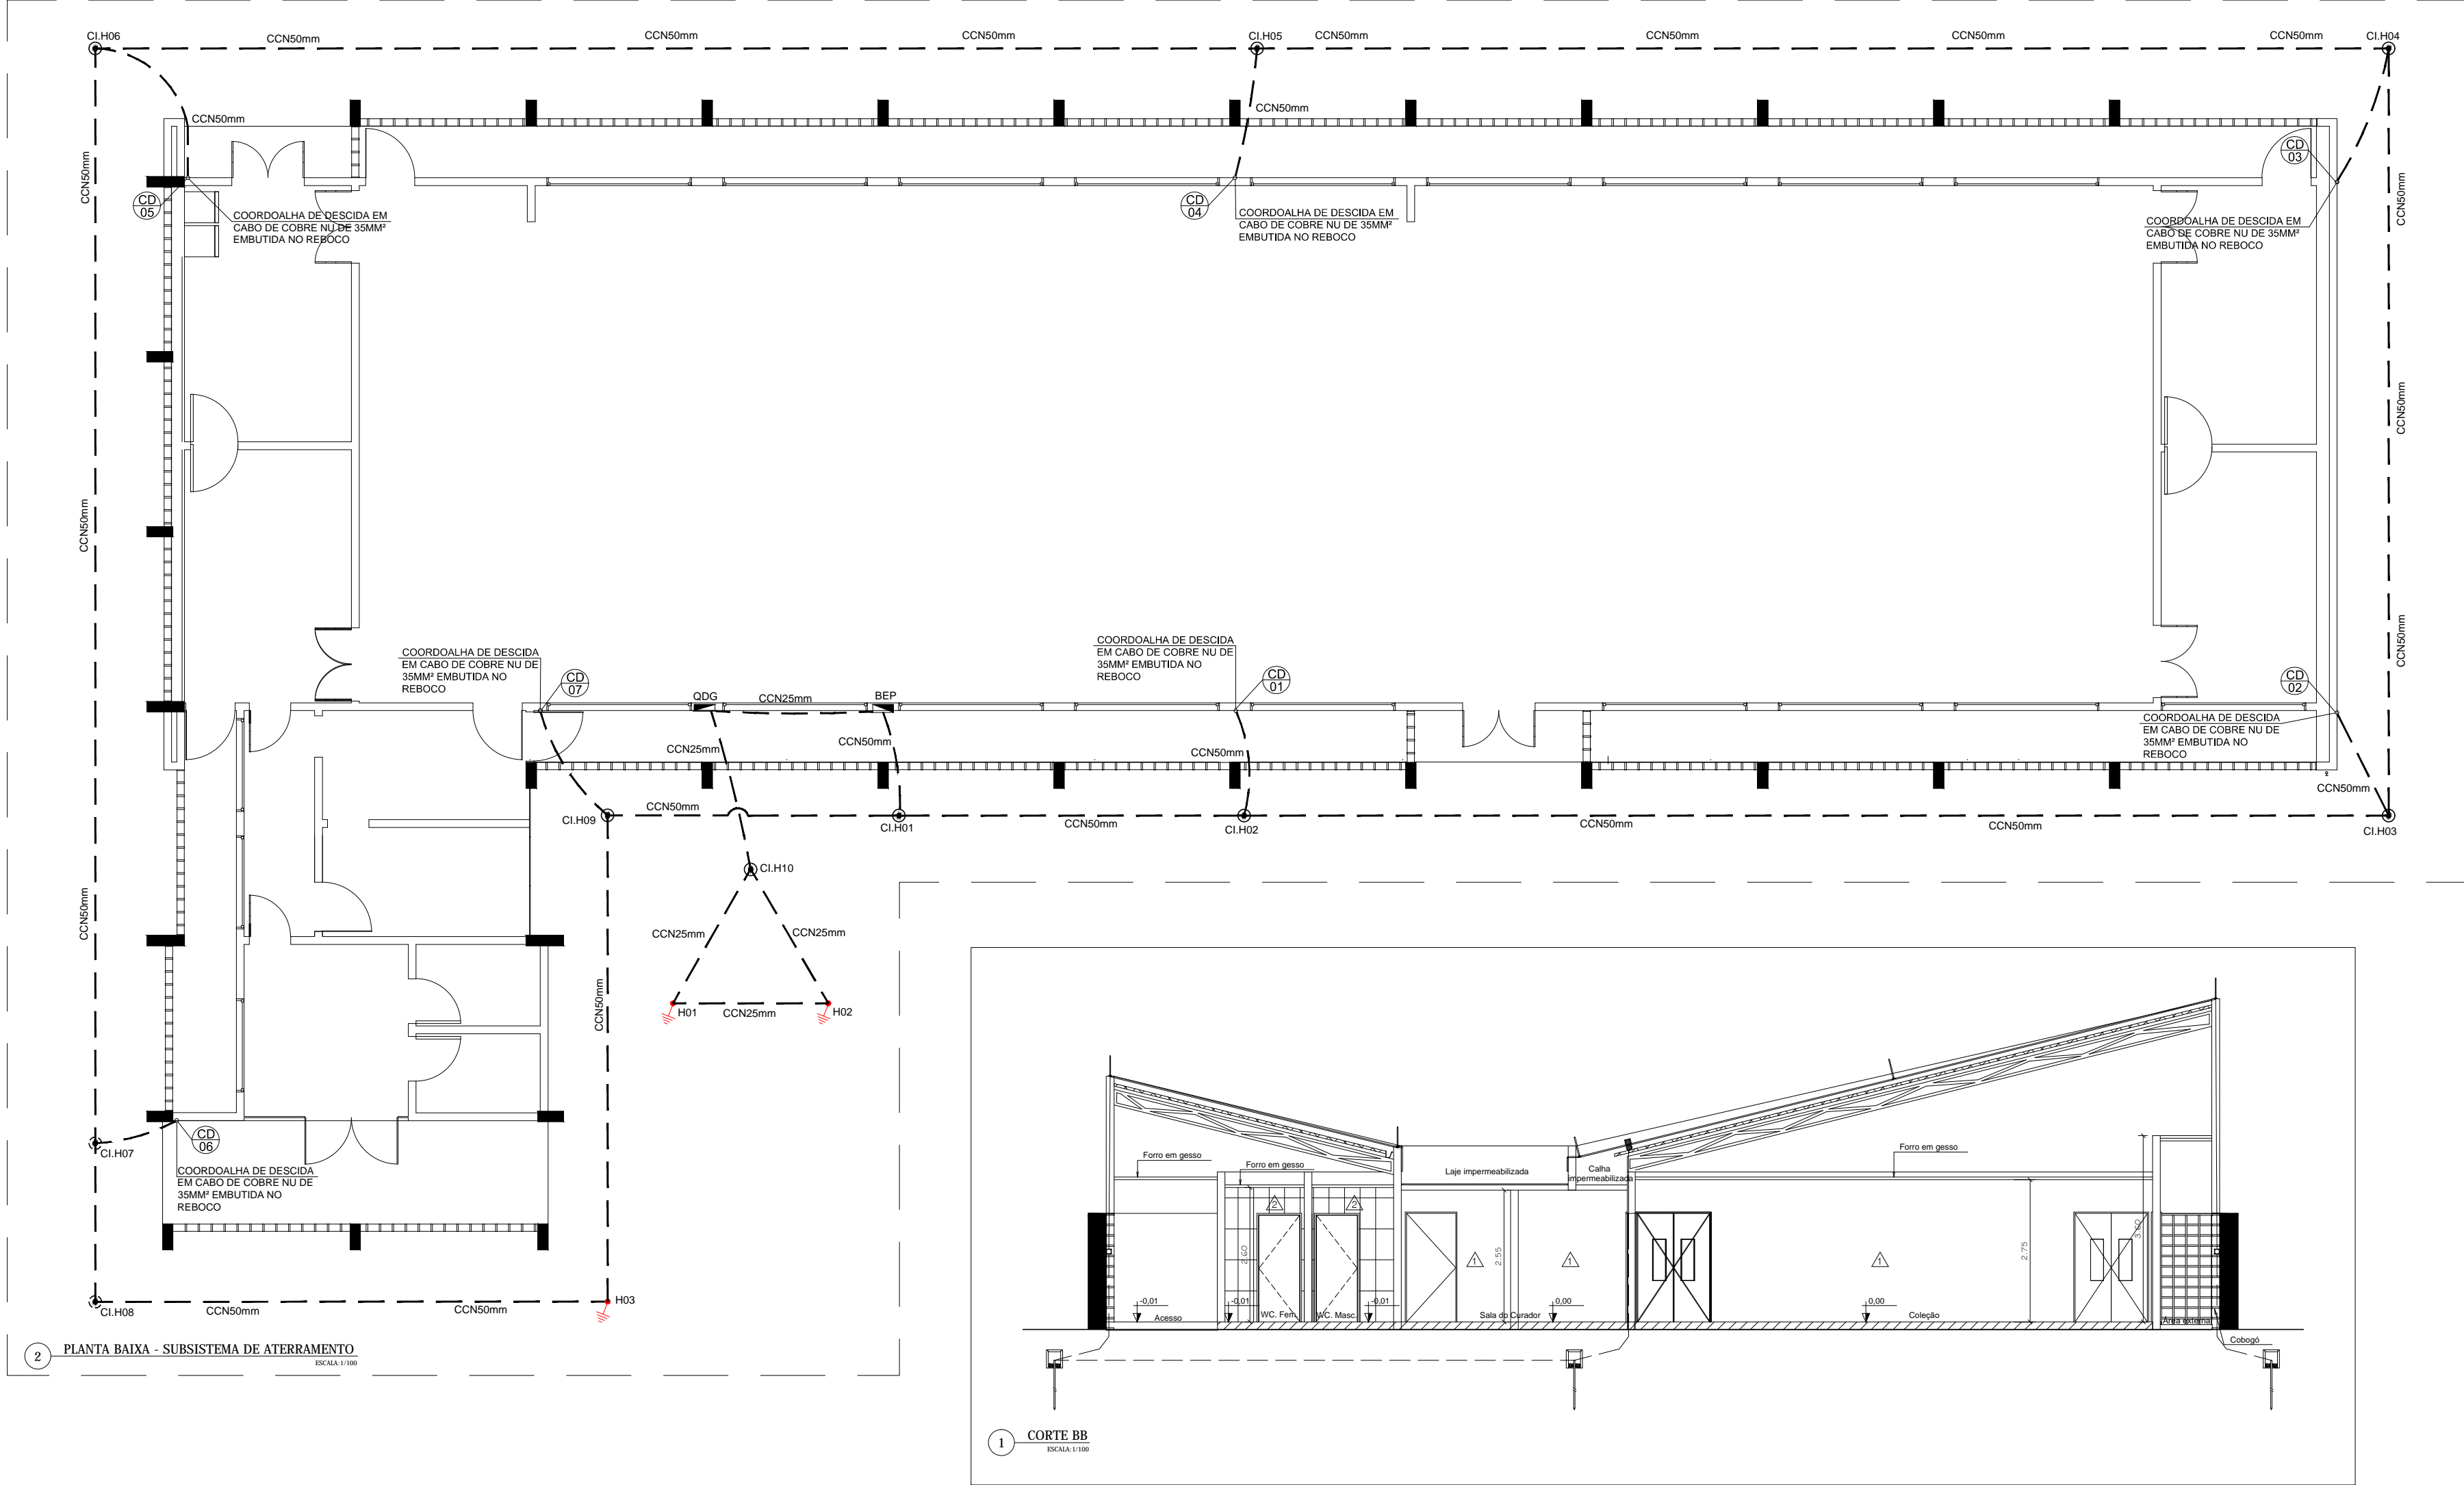 CI.H06
CCN50mm
CCN50mm
CCN50mm
CI.H05
CCN50mm
CCN50mm
CCN50mm
CCN50mm
CI.H04
CCN50mm
CCN50mm
CCN50mm
CCN50mm
CD
05
COORDOALHA DE DESCIDA EM
CABO DE COBRE NU DE 35MM²
EMBUTIDA NO REBOCO
CD
04
COORDOALHA DE DESCIDA EM
CABO DE COBRE NU DE 35MM²
EMBUTIDA NO REBOCO
CD
03
COORDOALHA DE DESCIDA EM
CABO DE COBRE NU DE 35MM²
EMBUTIDA NO REBOCO
CCN50mm
CCN50mm
CCN50mm
COORDOALHA DE DESCIDA
EM CABO DE COBRE NU DE
35MM² EMBUTIDA NO
REBOCO
CD
07
QDG
CCN25mm
BEP
COORDOALHA DE DESCIDA
EM CABO DE COBRE NU DE
35MM² EMBUTIDA NO
REBOCO
CD
01
CD
02
COORDOALHA DE DESCIDA
EM CABO DE COBRE NU DE
35MM² EMBUTIDA NO
REBOCO
CCN25mm
CCN50mm
CCN50mm
CCN50mm
CI.H09
CCN50mm
CI.H01
CCN50mm
CI.H02
CCN50mm
CCN50mm
CI.H03
CI.H10
CCN50mm
CCN25mm
CCN25mm
CCN50mm
H01
CCN25mm
H02
CI.H07
CD
06
COORDOALHA DE DESCIDA
EM CABO DE COBRE NU DE
35MM² EMBUTIDA NO
REBOCO
CI.H08
CCN50mm
CCN50mm
H03
2
PLANTA BAIXA - SUBSISTEMA DE ATERRAMENTO
ESCALA:1/100
Forro em gesso
Forro em gesso
Laje impermeabilizada
Calha
impermeabilizada
Forro em gesso
2
2
2.60
1
2.55
1
1
2.75
3.60
-0,01
-0,01
-0,01
0,00
0,00
Acesso
WC. Fem.
WC. Masc.
Sala do Curador
Coleção
Área externa
Cobogó
1
CORTE BB
ESCALA:1/100